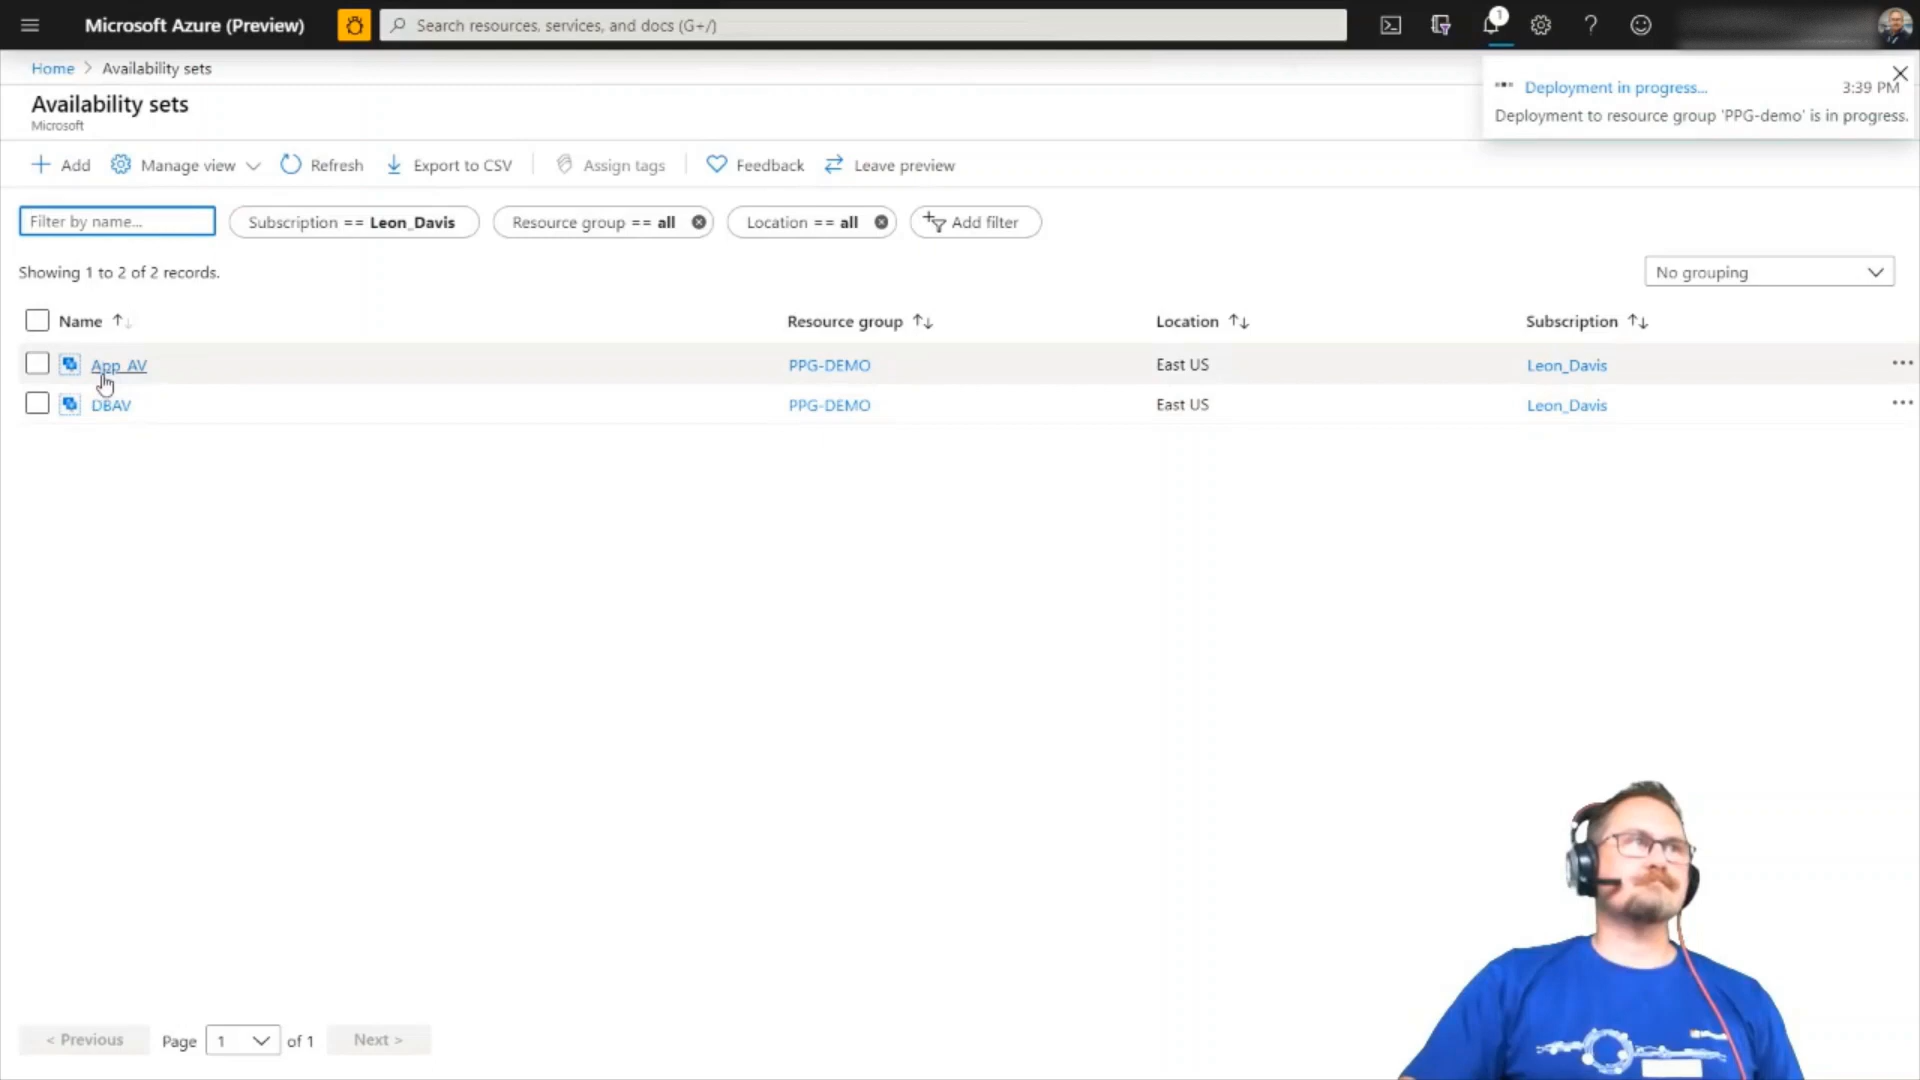 Microsoft Azure (Preview)
Search resources, services, and docs (G+/)
1
Home > Availability sets
Availability sets
Microsoft
Deployment in progress...
3:39 PM
Deployment to resource group 'PPG-demo' is in progress.
Add
Manage view
Refresh
Export to CSV
Assign tags
Feedback
Leave preview
Filter by name...
Subscription == Leon_Davis
Resource group == all
Location == all
Add filter
Showing 1 to 2 of 2 records.
No grouping
Name
Resource group
Location
Subscription
App_AV
PPG-DEMO
East US
Leon_Davis
DBAV
PPG-DEMO
East US
Leon_Davis
< Previous
Page 1 of 1
Next >